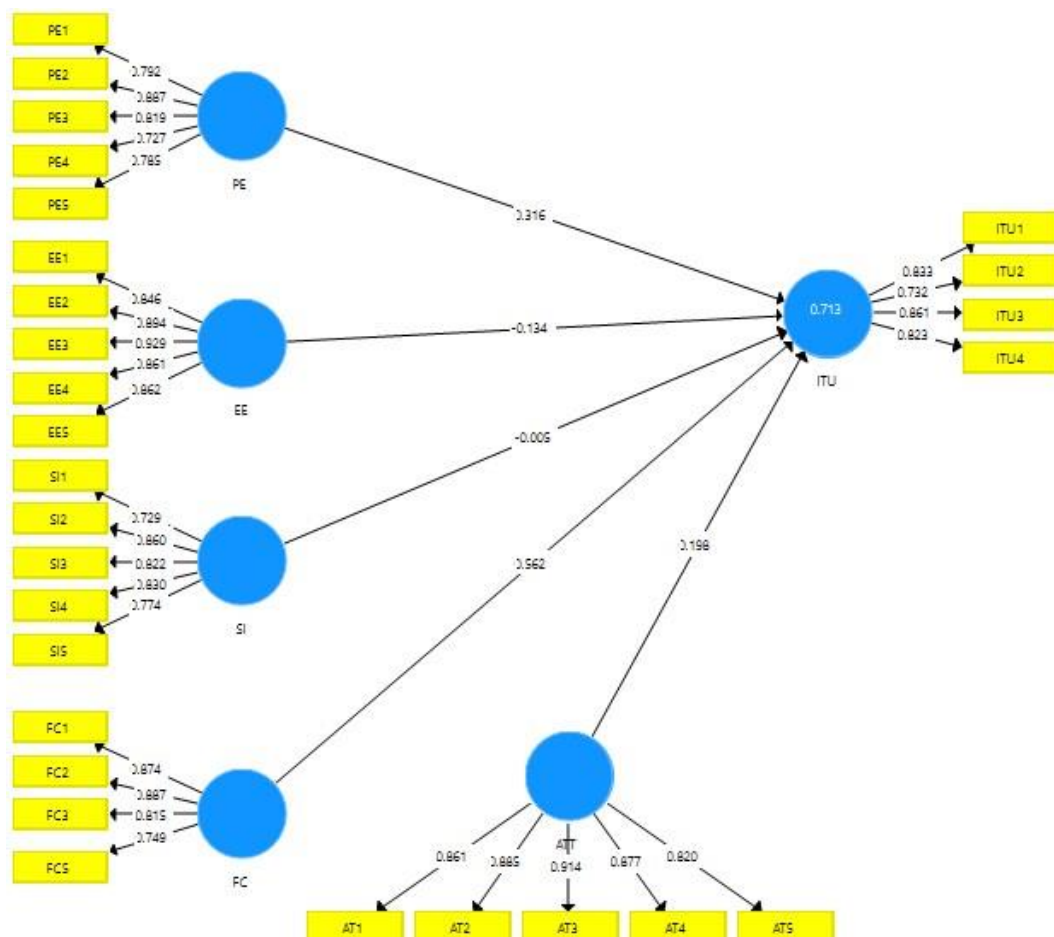 PE1
PE2
PE3
PE4
PE5
0.792
0.887
0.819
0.727
0.785
PE
0.316
EE1
EE2
EE3
EE4
EE5
0.846
0.894
0.929
0.861
0.862
EE
-0.134
SI1
SI2
SI3
SI4
SI5
0.729
0.860
0.822
0.830
0.774
SI
-0.005
FC1
FC2
FC3
FC5
0.874
0.887
0.815
0.749
FC
0.562
0.198
ATT
0.861
0.885
0.914
0.877
0.820
AT1
AT2
AT3
AT4
AT5
0.713
ITU
0.833
0.732
0.861
0.823
ITU1
ITU2
ITU3
ITU4